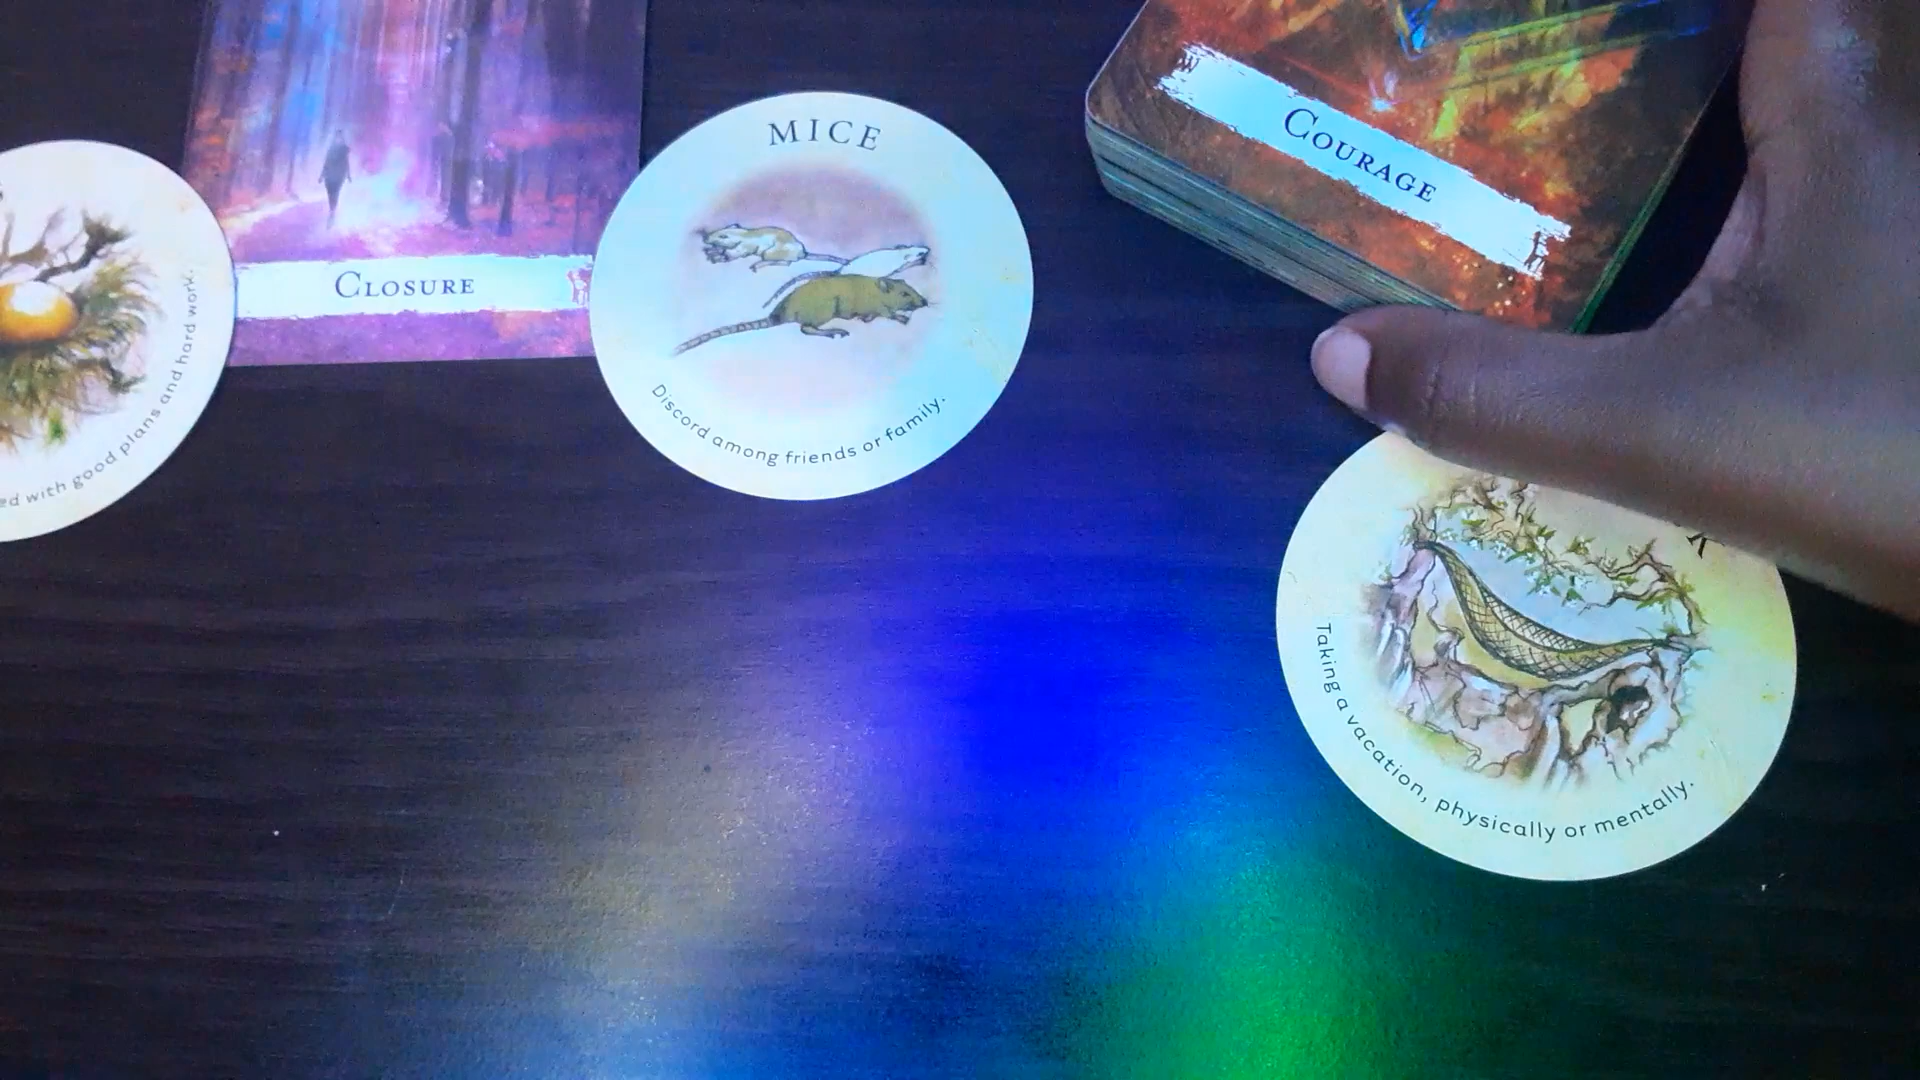 with good plans and hard work.
CLOSURE
MICE
Discord among friends or family.
COURAGE
Taking a vacation, physically or mentally.